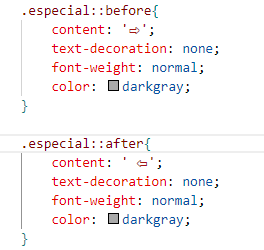 .especial::before{
    content: '⇨';
    text-decoration: none;
    font-weight: normal;
    color: darkgray;
}
.especial::after{
    content: ' ⇦';
    text-decoration: none;
    font-weight: normal;
    color: darkgray;
}